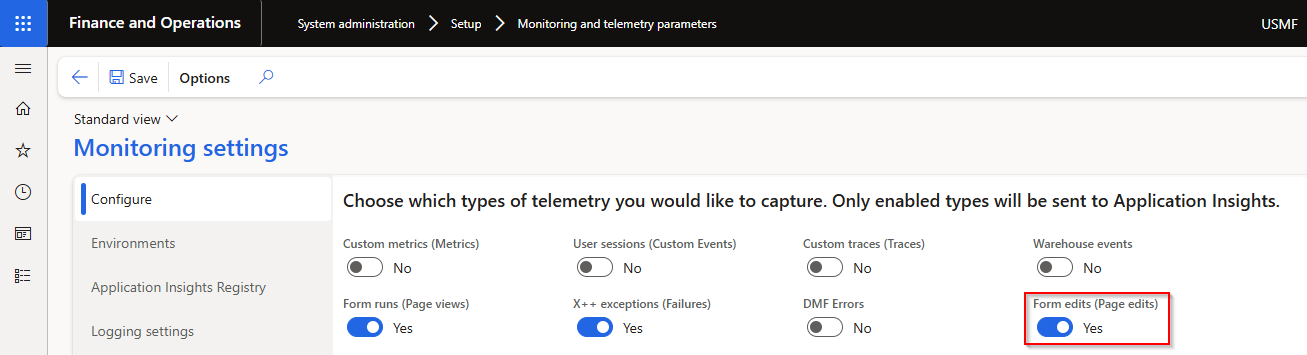 Finance and Operations System administration Setup Monitoring and telemetry parameters USMF
Save Options
Standard view
Monitoring settings
Configure
Environments
Application Insights Registry
Logging settings
Choose which types of telemetry you would like to capture. Only enabled types will be sent to Application Insights.
Custom metrics (Metrics) User sessions (Custom Events) Custom traces (Traces) Warehouse events
No No No No
Form runs (Page views) X++ exceptions (Failures) DMF Errors Form edits (Page edits)
Yes Yes No Yes